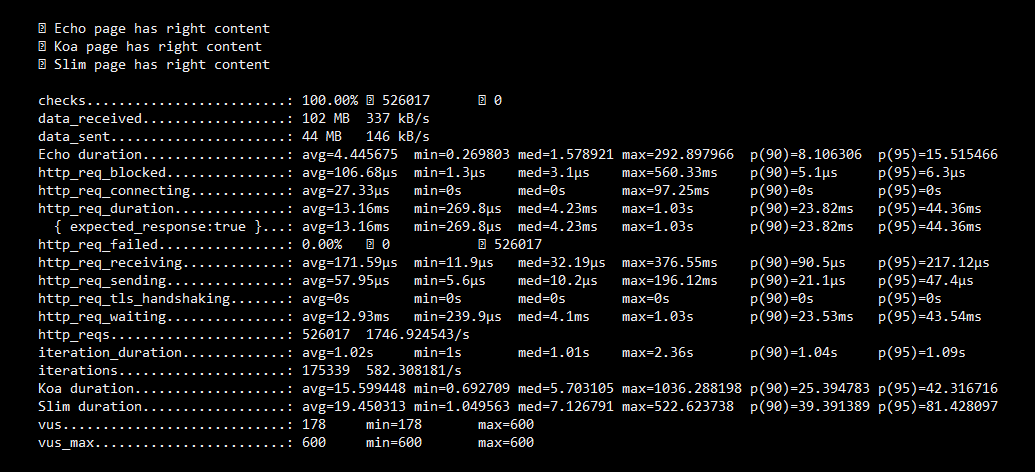 Echo page has right content
Koa page has right content
Slim page has right content
checks.........................: 100.00% 526017 0
data_received..................: 102 MB 337 kB/s
data_sent......................: 44 MB 146 kB/s
Echo duration..................: avg=4.445675 min=0.269803 med=1.578921 max=292.897966 p(90)=8.106306 p(95)=15.515466
http_req_blocked...............: avg=106.68µs min=1.3µs med=3.1µs max=560.33ms p(90)=5.1µs p(95)=6.3µs
http_req_connecting............: avg=27.33µs min=0s med=0s max=97.25ms p(90)=0s p(95)=0s
http_req_duration..............: avg=13.16ms min=269.8µs med=4.23ms max=1.03s p(90)=23.82ms p(95)=44.36ms
{ expected_response:true }...: avg=13.16ms min=269.8µs med=4.23ms max=1.03s p(90)=23.82ms p(95)=44.36ms
http_req_failed................: 0.00% 0 526017
http_req_receiving.............: avg=171.59µs min=11.9µs med=32.19µs max=376.55ms p(90)=90.5µs p(95)=217.12µs
http_req_sending...............: avg=57.95µs min=5.6µs med=10.2µs max=196.12ms p(90)=21.1µs p(95)=47.4µs
http_req_tls_handshaking.......: avg=0s min=0s med=0s max=0s p(90)=0s p(95)=0s
http_req_waiting...............: avg=12.93ms min=239.9µs med=4.1ms max=1.03s p(90)=23.53ms p(95)=43.54ms
http_reqs......................: 526017 1746.924543/s
iteration_duration.............: avg=1.02s min=1s med=1.01s max=2.36s p(90)=1.04s p(95)=1.09s
iterations.....................: 175339 582.308181/s
Koa duration...................: avg=15.599448 min=0.692709 med=5.703105 max=1036.288198 p(90)=25.394783 p(95)=42.316716
Slim duration..................: avg=19.450313 min=1.049563 med=7.126791 max=522.623738 p(90)=39.391389 p(95)=81.428097
vus............................: 178 min=178 max=600
vus_max........................: 600 min=600 max=600